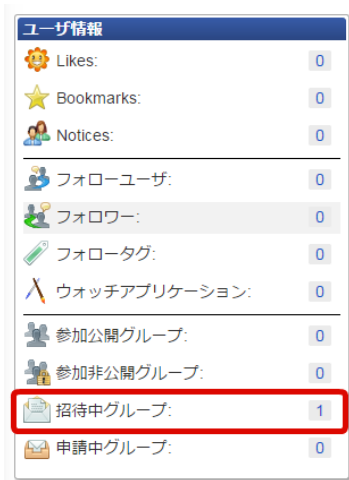 ユーザ情報
Likes: 0
Bookmarks: 0
Notices: 0
フォローユーザ: 0
フォロワー: 0
フォロータグ: 0
ウォッチアプリケーション: 0
参加公開グループ: 0
参加非公開グループ: 0
招待中グループ: 1
申請中グループ: 0